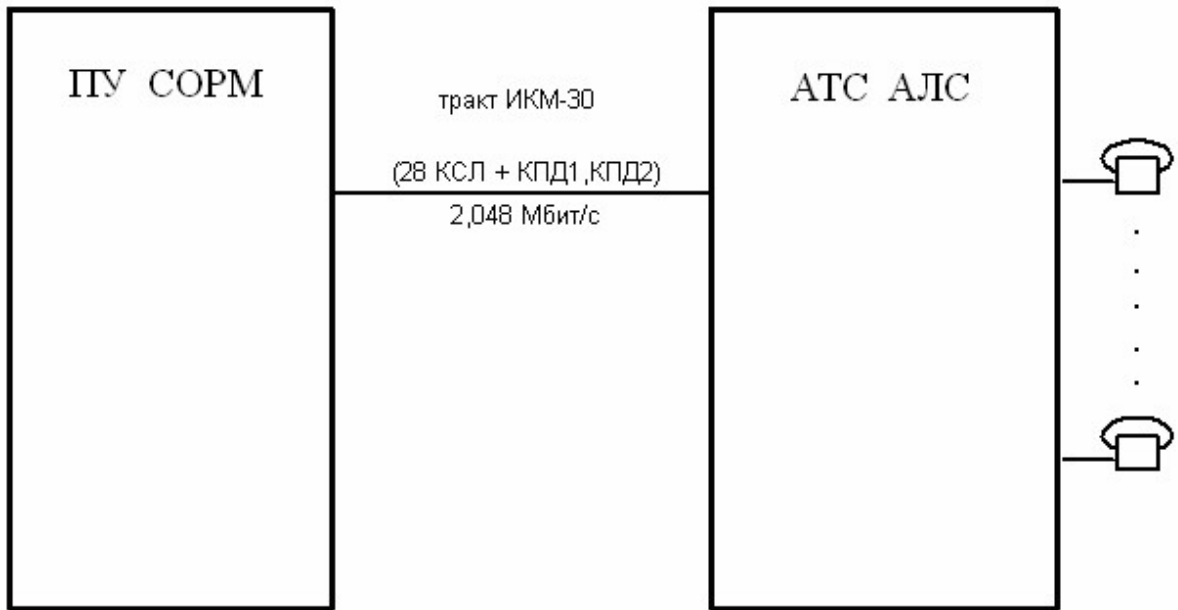 ПУ СОРМ
тракт ИКМ-30
(28 КСЛ + КПД1,КПД2)
2,048 Мбит/с
АТС АЛС